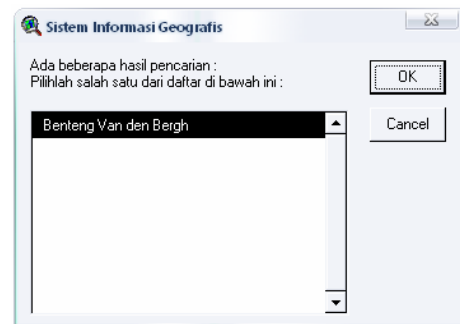 Sistem Informasi Geografis
Ada beberapa hasil pencarian :
Pilihlah salah satu dari daftar di bawah ini :
OK
Benteng Van den Bergh
Cancel